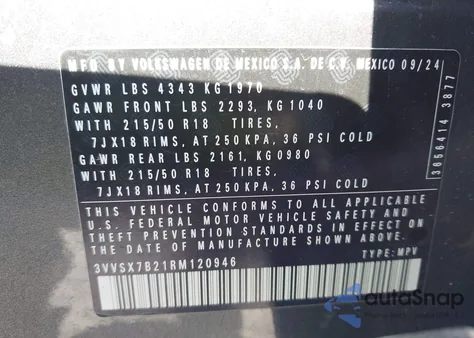 MFD. BY VOLKSWAGEN DE MEXICO S.A. DE C.V. MEXICO 09/24
GVWR LBS 4343 KG 1970
GAWR FRONT LBS 2293, KG 1040
WITH 215/50 R18 TIRES,
7JX18 RIMS, AT 250 KPA, 36 PSI COLD
GAWR REAR LBS 2161, KG 0980
WITH 215/50 R18 TIRES,
7JX18 RIMS, AT 250 KPA, 36 PSI COLD
THIS VEHICLE CONFORMS TO ALL APPLICABLE
U.S. FEDERAL MOTOR VEHICLE SAFETY AND
THEFT PREVENTION STANDARDS IN EFFECT ON
THE DATE OF MANUFACTURE SHOWN ABOVE
3VVSX7B21RM120946 TYPE: MPV
3656414 3877
autoSnap